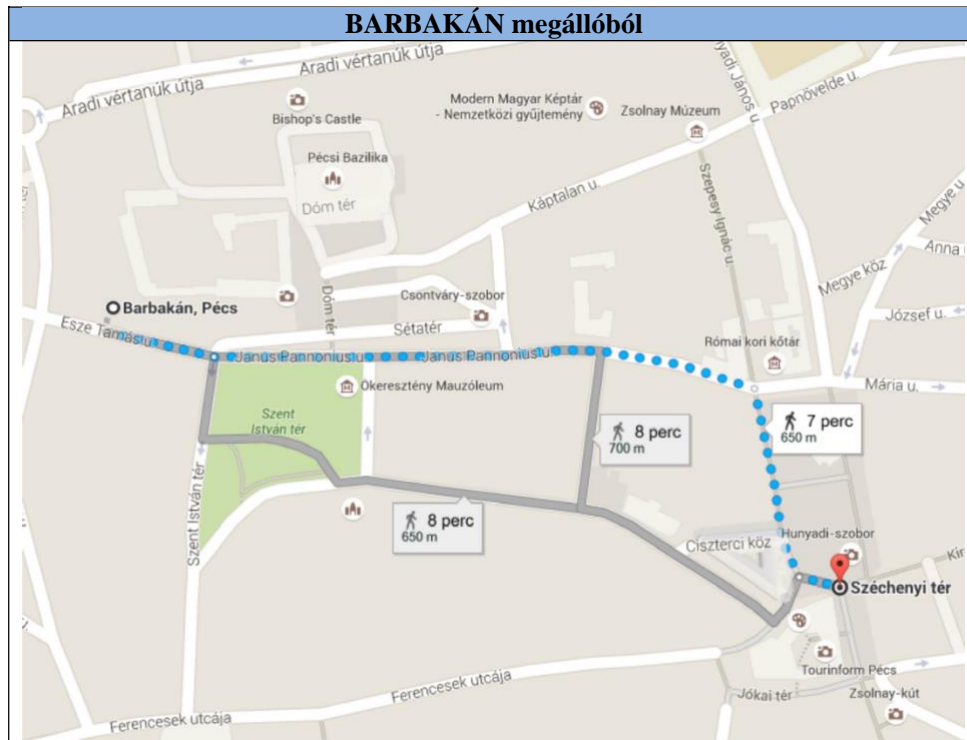 BARBAKÁN megállóból
Aradi vértanúk útja
Aradi vértanúk útja
Bishop's Castle
Modern Magyar Képtár
- Nemzetközi gyűjtemény
Zsolnay Múzeum
nyadi János u.
Papnövelde u.
Pécsi Bazilika
Dóm tér
Káptalan u.
Szepesy Ignác u.
Megye u.
Anna u
Megye köz
Barbakán, Pécs
Dóm tér
Csontváry-szobor
József u.
Esze Tamás u.
Sétatér
Janus Pannonius u.
Janus Pannonius u.
Római kori kőtár
Mária u.
Ókeresztény Mauzóleum
Szent
István tér
8 perc
700 m
7 perc
650 m
Szent István tér
8 perc
650 m
Ciszterci köz
Hunyadi-szobor
Kir
Széchenyi tér
u.
Tourinform Pécs
Ferencesek utcája
Jókai tér
Zsolnay-kút
Ferencesek utcája